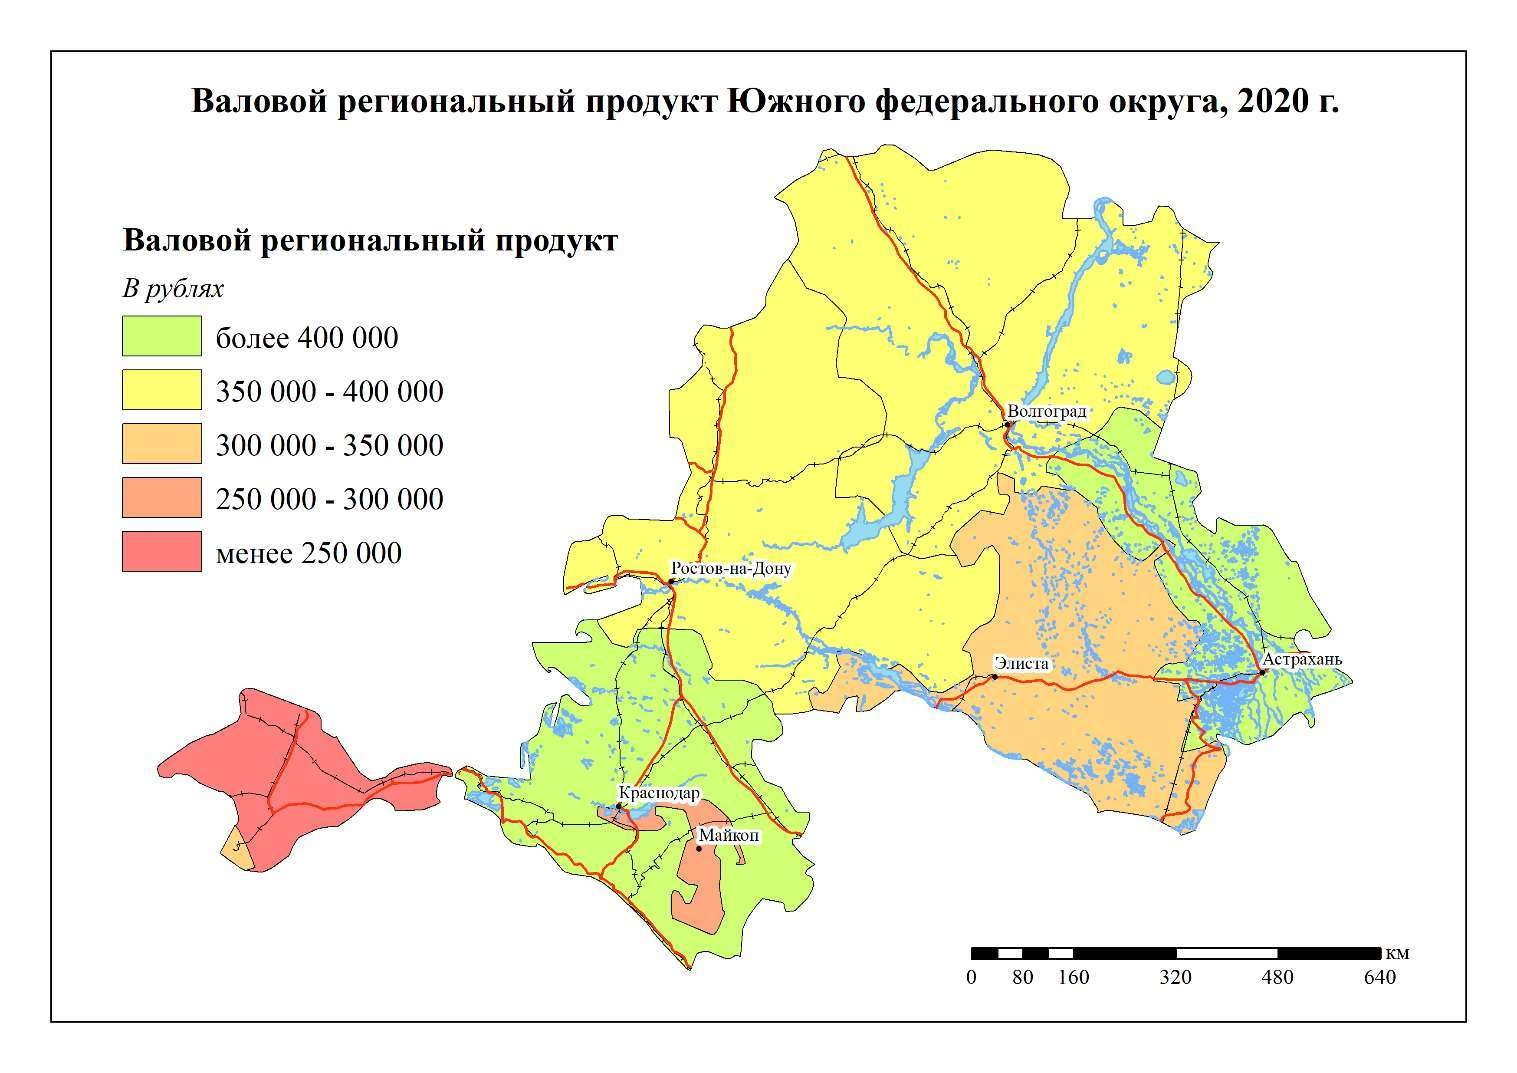 Валовой региональный продукт Южного федерального округа, 2020 г.
Валовой региональный продукт
В рублях
более 400 000
350 000 - 400 000
300 000 - 350 000
250 000 - 300 000
менее 250 000
Волгоград
Ростов-на-Дону
Элиста
Астрахань
Краснодар
Майкоп
км
0 80 160 320 480 640